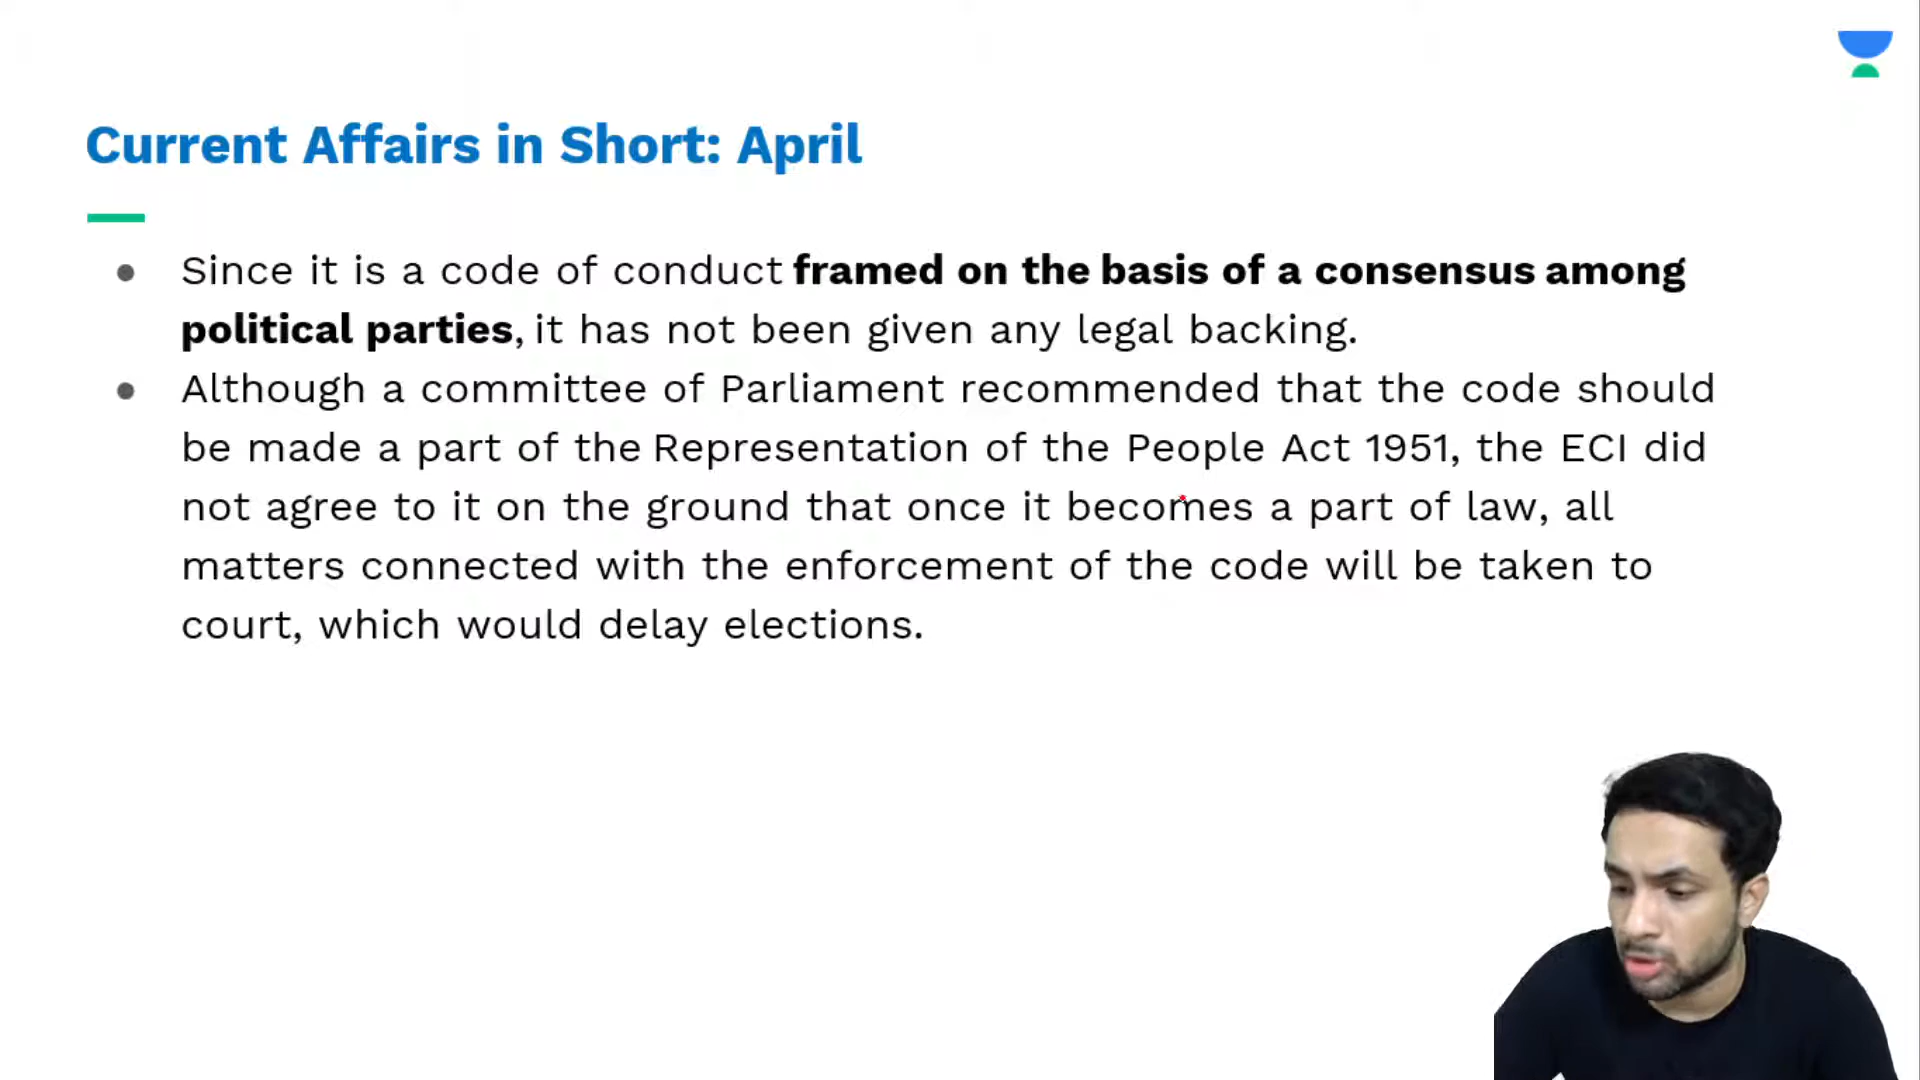 Current Affairs in Short: April
● Since it is a code of conduct framed on the basis of a consensus among
political parties, it has not been given any legal backing.
● Although a committee of Parliament recommended that the code should
be made a part of the Representation of the People Act 1951, the ECI did
not agree to it on the ground that once it becomes a part of law, all
matters connected with the enforcement of the code will be taken to
court, which would delay elections.